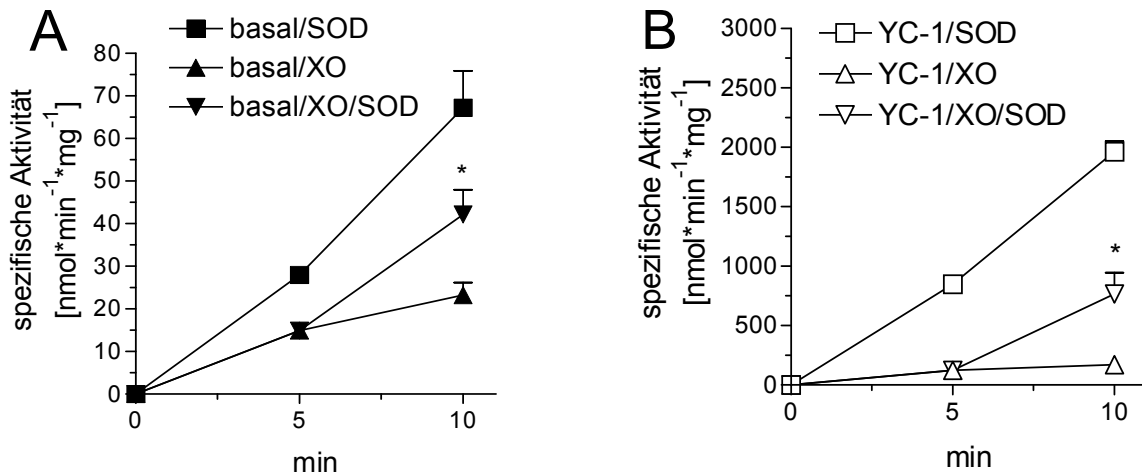 A
basal/SOD
basal/XO
basal/XO/SOD
spezifische Aktivität
[nmol*min⁻¹*mg⁻¹]
80
70
60
50
40
30
20
10
0
*
0 5 10
min
B
YC-1/SOD
YC-1/XO
YC-1/XO/SOD
spezifische Aktivität
[nmol*min⁻¹*mg⁻¹]
3000
2500
2000
1500
1000
500
0
*
0 5 10
min